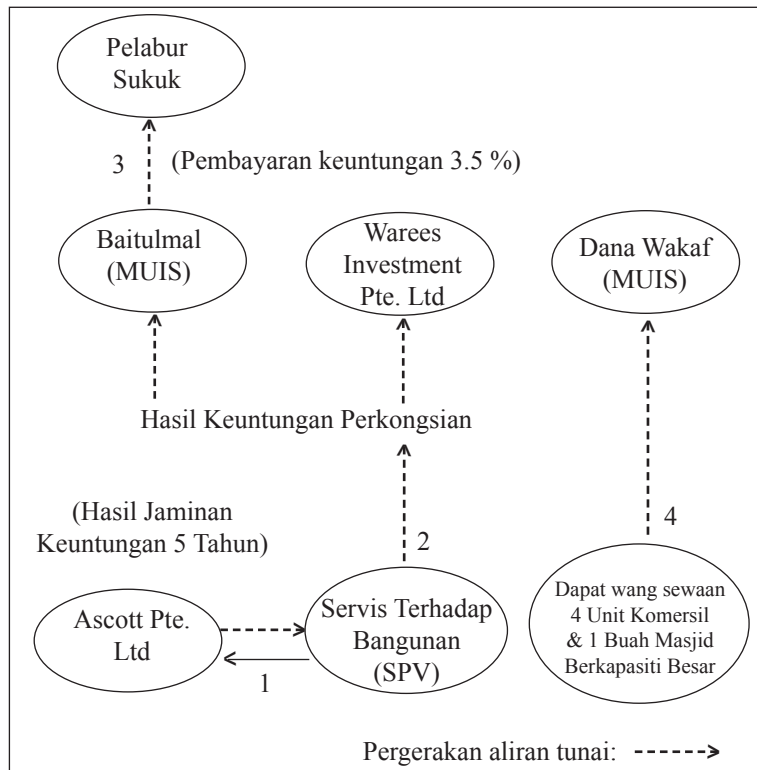 Pelabur
Sukuk
3
(Pembayaran keuntungan 3.5 %)
Baitulmal
(MUIS)
Warees
Investment
Pte. Ltd
Dana Wakaf
(MUIS)
Hasil Keuntungan Perkongsian
(Hasil Jaminan
Keuntungan 5 Tahun)
2
4
Ascott Pte.
Ltd
1
Servis Terhadap
Bangunan
(SPV)
Dapat wang sewaan
4 Unit Komersil
& 1 Buah Masjid
Berkapasiti Besar
Pergerakan aliran tunai: